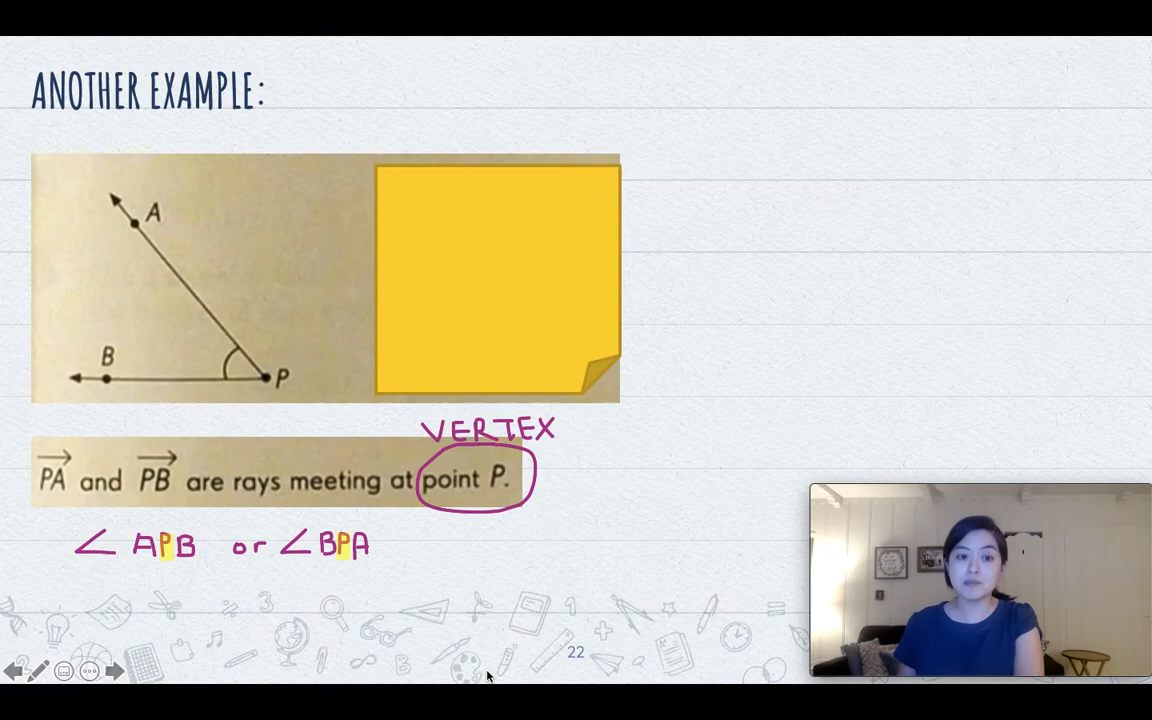 ANOTHER EXAMPLE:
A
B
P
VERTEX
PA and PB are rays meeting at point P.
∠ APB or ∠ BPA
22